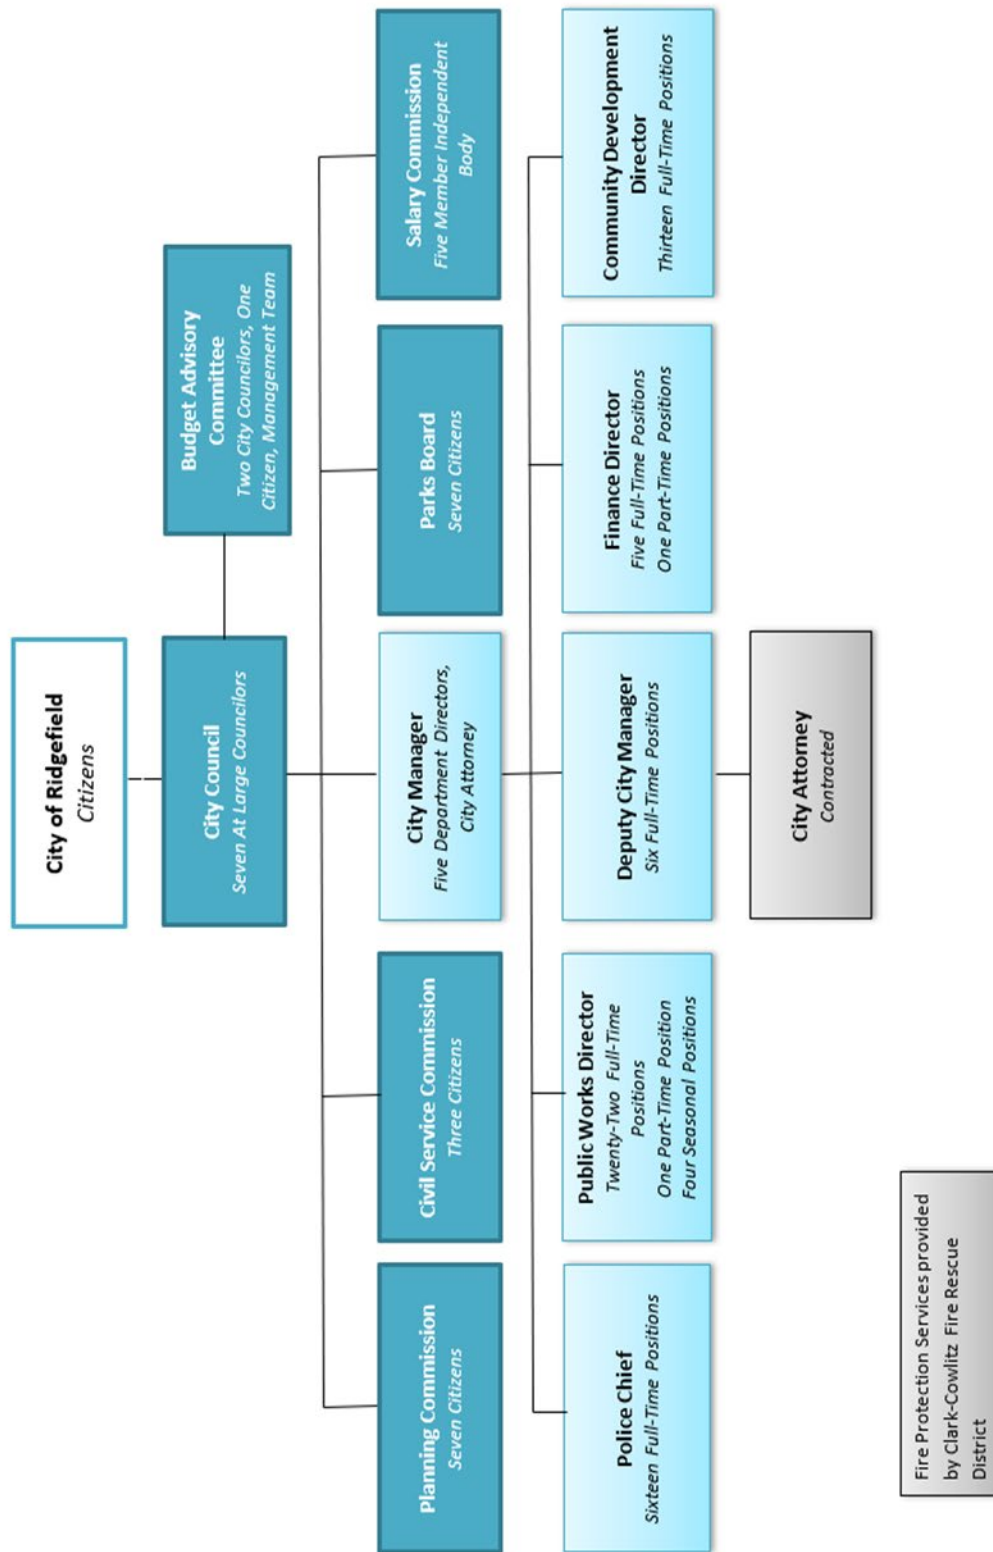 City of Ridgefield
Citizens
City Council
Seven At Large Councilors
Budget Advisory
Committee
Two City Councilors, One
Citizen, Management Team
Planning Commission
Seven Citizens
Civil Service Commission
Three Citizens
City Manager
Five Department Directors,
City Attorney
Parks Board
Seven Citizens
Salary Commission
Five Member Independent
Body
Police Chief
Sixteen Full-Time Positions
Public Works Director
Twenty-Two Full-Time
Positions
One Part-Time Position
Four Seasonal Positions
Deputy City Manager
Six Full-Time Positions
Finance Director
Five Full-Time Positions
One Part-Time Positions
Community Development
Director
Thirteen Full-Time Positions
City Attorney
Contracted
Fire Protection Services provided
by Clark-Cowlitz Fire Rescue
District